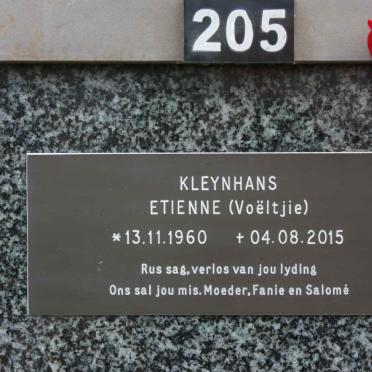 205
KLEYNHANS
ETIENNE (Voëltjie)
*13.11.1960 +04.08.2015
Rus sag, verlos van jou lyding
Ons sal jou mis. Moeder, Fanie en Salomé